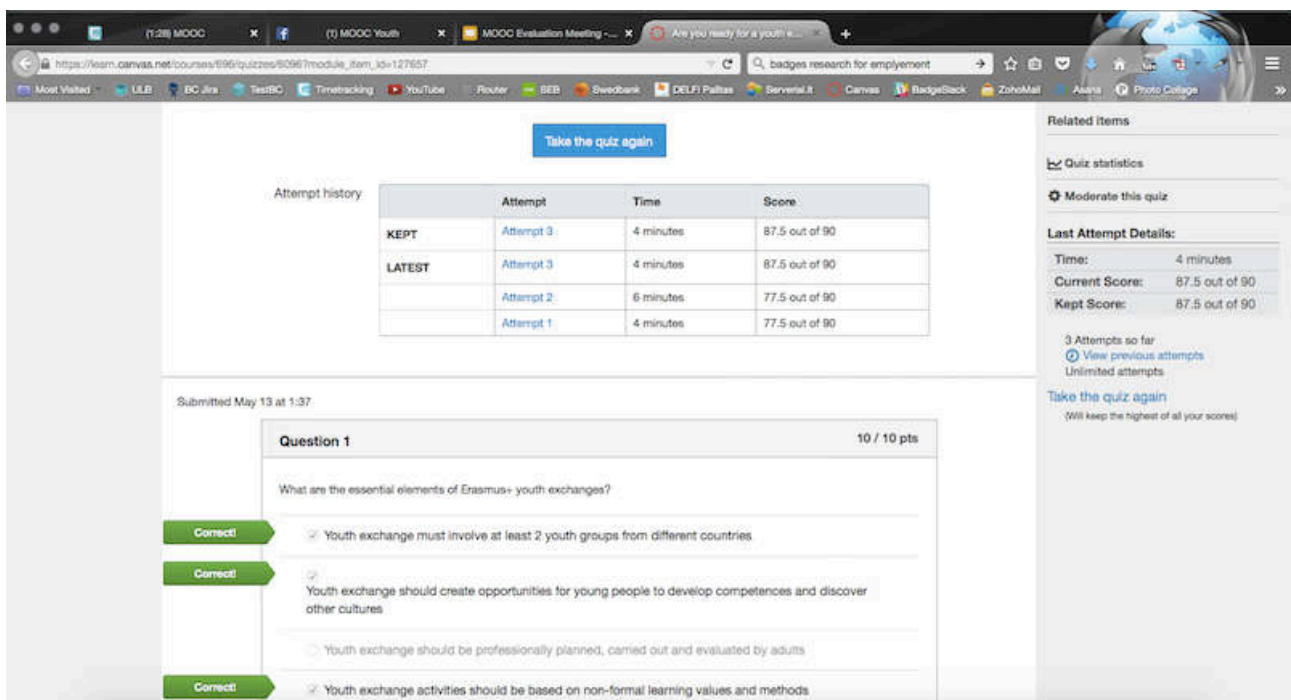 (1:28) MOOC
(1) MOOC Youth
MOOC Evaluation Meeting -...
Are you ready for a youth e...
https://learn.canvas.net/courses/696/quizzes/6096?module_item_id=127657
badges research for emplyement
Most Visited
ULB
BC Jira
TestBC
Timetracking
YouTube
Router
SEB
Swedbank
DELFI Paštas
Serveriai.lt
Canvas
BadgeSlack
ZohoMail
Asana
Photo Collage
Take the quiz again
Attempt history
Attempt Time Score
KEPT Attempt 3 4 minutes 87.5 out of 90
LATEST Attempt 3 4 minutes 87.5 out of 90
Attempt 2 6 minutes 77.5 out of 90
Attempt 1 4 minutes 77.5 out of 90
Submitted May 13 at 1:37
Question 1 10 / 10 pts
What are the essential elements of Erasmus+ youth exchanges?
Correct!
Youth exchange must involve at least 2 youth groups from different countries
Correct!
Youth exchange should create opportunities for young people to develop competences and discover
other cultures
Youth exchange should be professionally planned, carried out and evaluated by adults
Correct!
Youth exchange activities should be based on non-formal learning values and methods
Related items
Quiz statistics
Moderate this quiz
Last Attempt Details:
Time: 4 minutes
Current Score: 87.5 out of 90
Kept Score: 87.5 out of 90
3 Attempts so far
View previous attempts
Unlimited attempts
Take the quiz again
(Will keep the highest of all your scores)